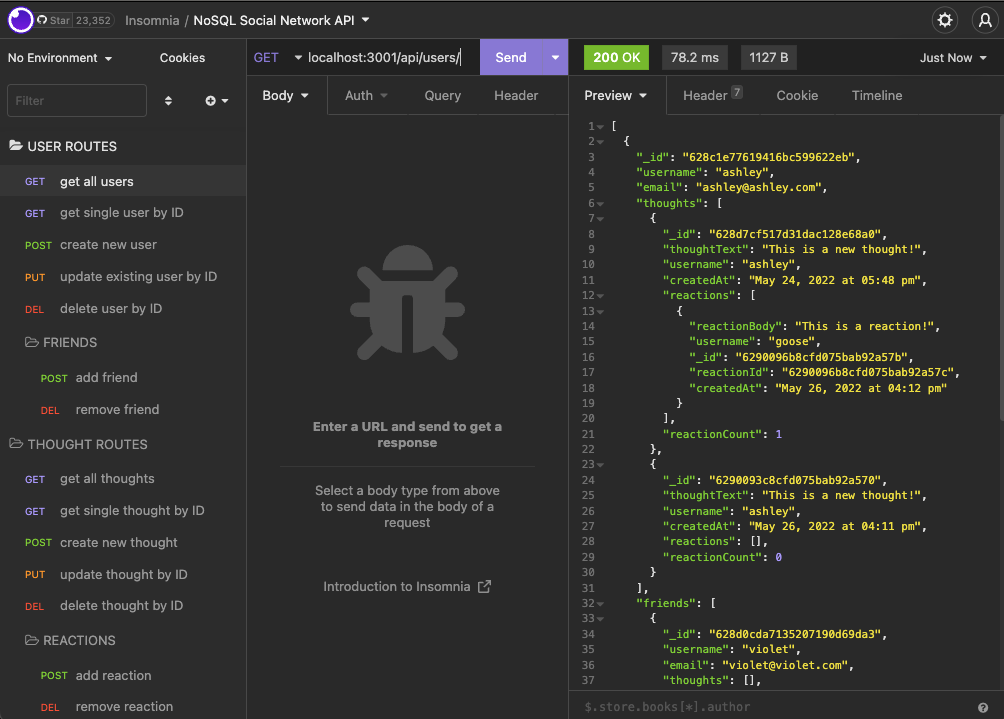 Star 23,352 Insomnia / NoSQL Social Network API
No Environment Cookies
Filter
USER ROUTES
GET get all users
GET get single user by ID
POST create new user
PUT update existing user by ID
DEL delete user by ID
FRIENDS
POST add friend
DEL remove friend
THOUGHT ROUTES
GET get all thoughts
GET get single thought by ID
POST create new thought
PUT update thought by ID
DEL delete thought by ID
REACTIONS
POST add reaction
DEL remove reaction
GET localhost:3001/api/users/ Send
Body Auth Query Header
Enter a URL and send to get a
response
Select a body type from above
to send data in the body of a
request
Introduction to Insomnia
200 OK 78.2 ms 1127 B Just Now
Preview Header 7 Cookie Timeline
1 [
2 {
3 "_id": "628c1e77619416bc599622eb",
4 "username": "ashley",
5 "email": "ashley@ashley.com",
6 "thoughts": [
7 {
8 "_id": "628d7cf517d31dac128e68a0",
9 "thoughtText": "This is a new thought!",
10 "username": "ashley",
11 "createdAt": "May 24, 2022 at 05:48 pm",
12 "reactions": [
13 {
14 "reactionBody": "This is a reaction!",
15 "username": "goose",
16 "_id": "6290096b8cfd075bab92a57b",
17 "reactionId": "6290096b8cfd075bab92a57c",
18 "createdAt": "May 26, 2022 at 04:12 pm"
19 }
20 ],
21 "reactionCount": 1
22 },
23 {
24 "_id": "6290093c8cfd075bab92a570",
25 "thoughtText": "This is a new thought!",
26 "username": "ashley",
27 "createdAt": "May 26, 2022 at 04:11 pm",
28 "reactions": [],
29 "reactionCount": 0
30 }
31 ],
32 "friends": [
33 {
34 "_id": "628d0cda7135207190d69da3",
35 "username": "violet",
36 "email": "violet@violet.com",
37 "thoughts": [],
$.store.books[*].author